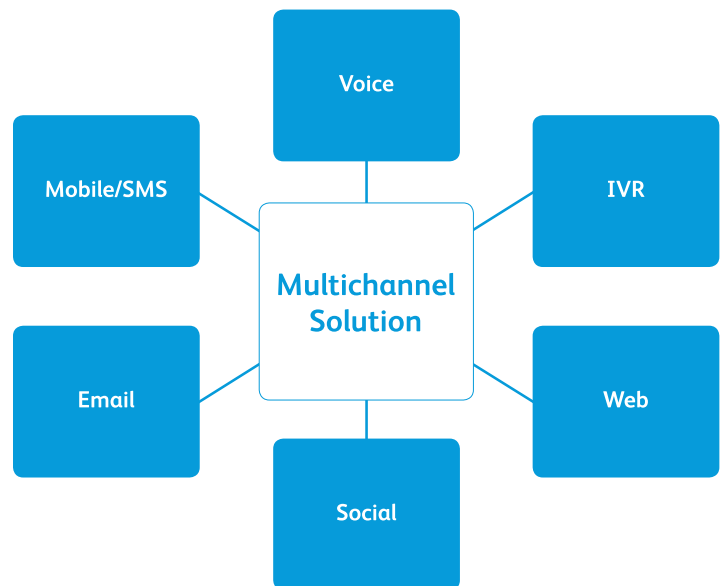 Voice
Mobile/SMS
IVR
Multichannel
Solution
Email
Web
Social